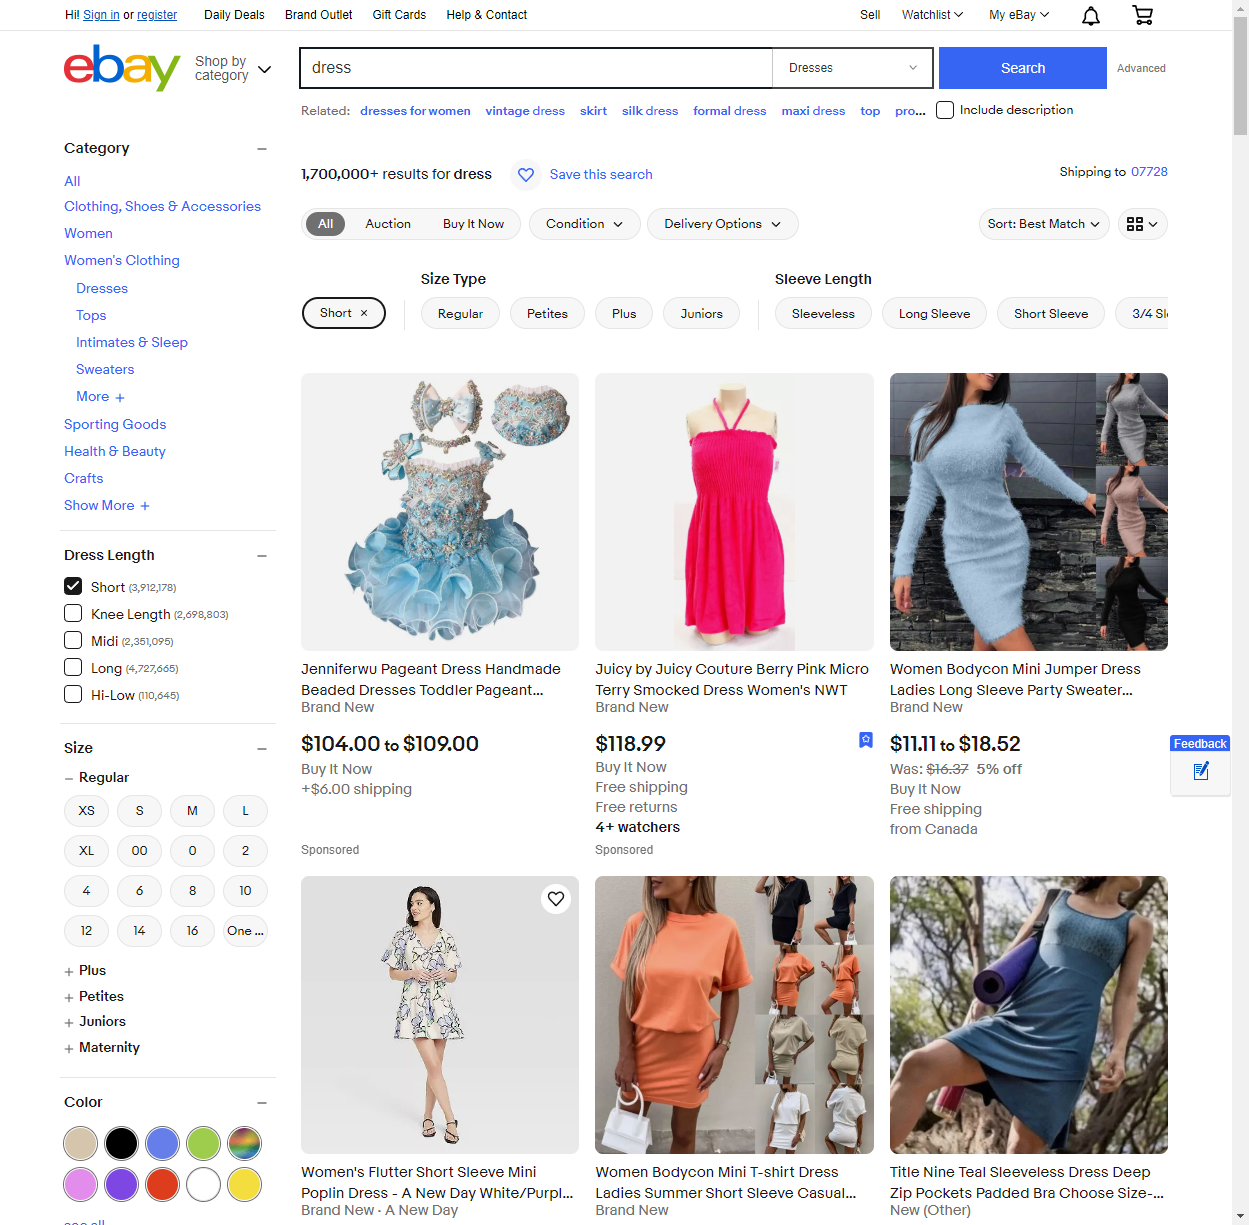 Hi! Sign in or register
Daily Deals
Brand Outlet
Gift Cards
Help & Contact
Sell
Watchlist
My eBay
ebay
Shop by
category
dress
Dresses
Search
Advanced
Related: dresses for women vintage dress skirt silk dress formal dress maxi dress top pro...
Include description
Category
All
Clothing, Shoes & Accessories
Women
Women's Clothing
Dresses
Tops
Intimates & Sleep
Sweaters
More
Sporting Goods
Health & Beauty
Crafts
Show More
Dress Length
Short (3,912,178)
Knee Length (2,698,803)
Midi (2,351,095)
Long (4,727,665)
Hi-Low (110,645)
Size
Regular
XS S M L
XL 00 0 2
4 6 8 10
12 14 16 One ...
Plus
Petites
Juniors
Maternity
Color
see all
1,700,000+ results for dress
Save this search
Shipping to 07728
All
Auction
Buy It Now
Condition
Delivery Options
Sort: Best Match
Size Type
Sleeve Length
Short
Regular
Petites
Plus
Juniors
Sleeveless
Long Sleeve
Short Sleeve
3/4 Sl
Jenniferwu Pageant Dress Handmade
Beaded Dresses Toddler Pageant...
Brand New
$104.00 to $109.00
Buy It Now
+$6.00 shipping
Sponsored
Juicy by Juicy Couture Berry Pink Micro
Terry Smocked Dress Women's NWT
Brand New
$118.99
Buy It Now
Free shipping
Free returns
4+ watchers
Sponsored
Women Bodycon Mini Jumper Dress
Ladies Long Sleeve Party Sweater...
Brand New
$11.11 to $18.52
Was: $16.37 5% off
Buy It Now
Free shipping
from Canada
Feedback
Women's Flutter Short Sleeve Mini
Poplin Dress - A New Day White/Purpl...
Brand New · A New Day
Women Bodycon Mini T-shirt Dress
Ladies Summer Short Sleeve Casual...
Brand New
Title Nine Teal Sleeveless Dress Deep
Zip Pockets Padded Bra Choose Size-...
New (Other)